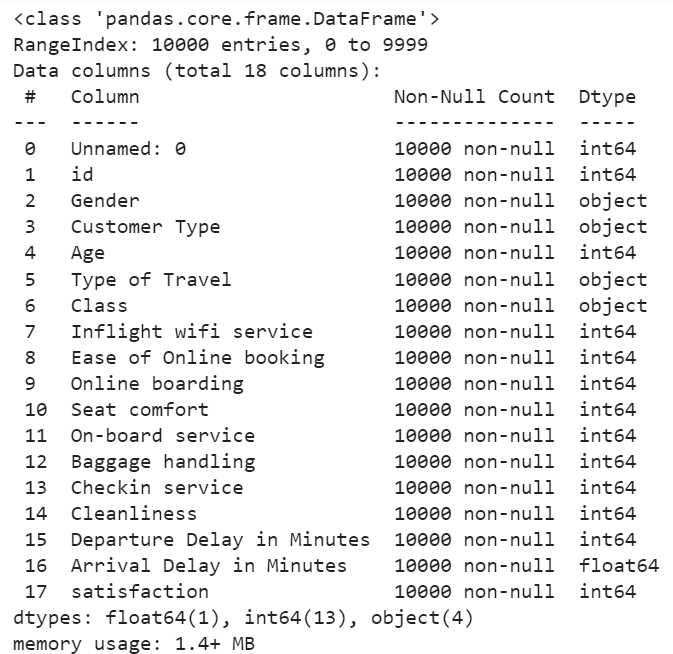 <class 'pandas.core.frame.DataFrame'>
RangeIndex: 10000 entries, 0 to 9999
Data columns (total 18 columns):
 #   Column                      Non-Null Count  Dtype
---  ------                      --------------  -----
 0   Unnamed: 0                  10000 non-null  int64
 1   id                          10000 non-null  int64
 2   Gender                      10000 non-null  object
 3   Customer Type               10000 non-null  object
 4   Age                         10000 non-null  int64
 5   Type of Travel              10000 non-null  object
 6   Class                       10000 non-null  object
 7   Inflight wifi service       10000 non-null  int64
 8   Ease of Online booking      10000 non-null  int64
 9   Online boarding             10000 non-null  int64
 10  Seat comfort                10000 non-null  int64
 11  On-board service            10000 non-null  int64
 12  Baggage handling            10000 non-null  int64
 13  Checkin service             10000 non-null  int64
 14  Cleanliness                 10000 non-null  int64
 15  Departure Delay in Minutes  10000 non-null  int64
 16  Arrival Delay in Minutes    10000 non-null  float64
 17  satisfaction                10000 non-null  int64
dtypes: float64(1), int64(13), object(4)
memory usage: 1.4+ MB